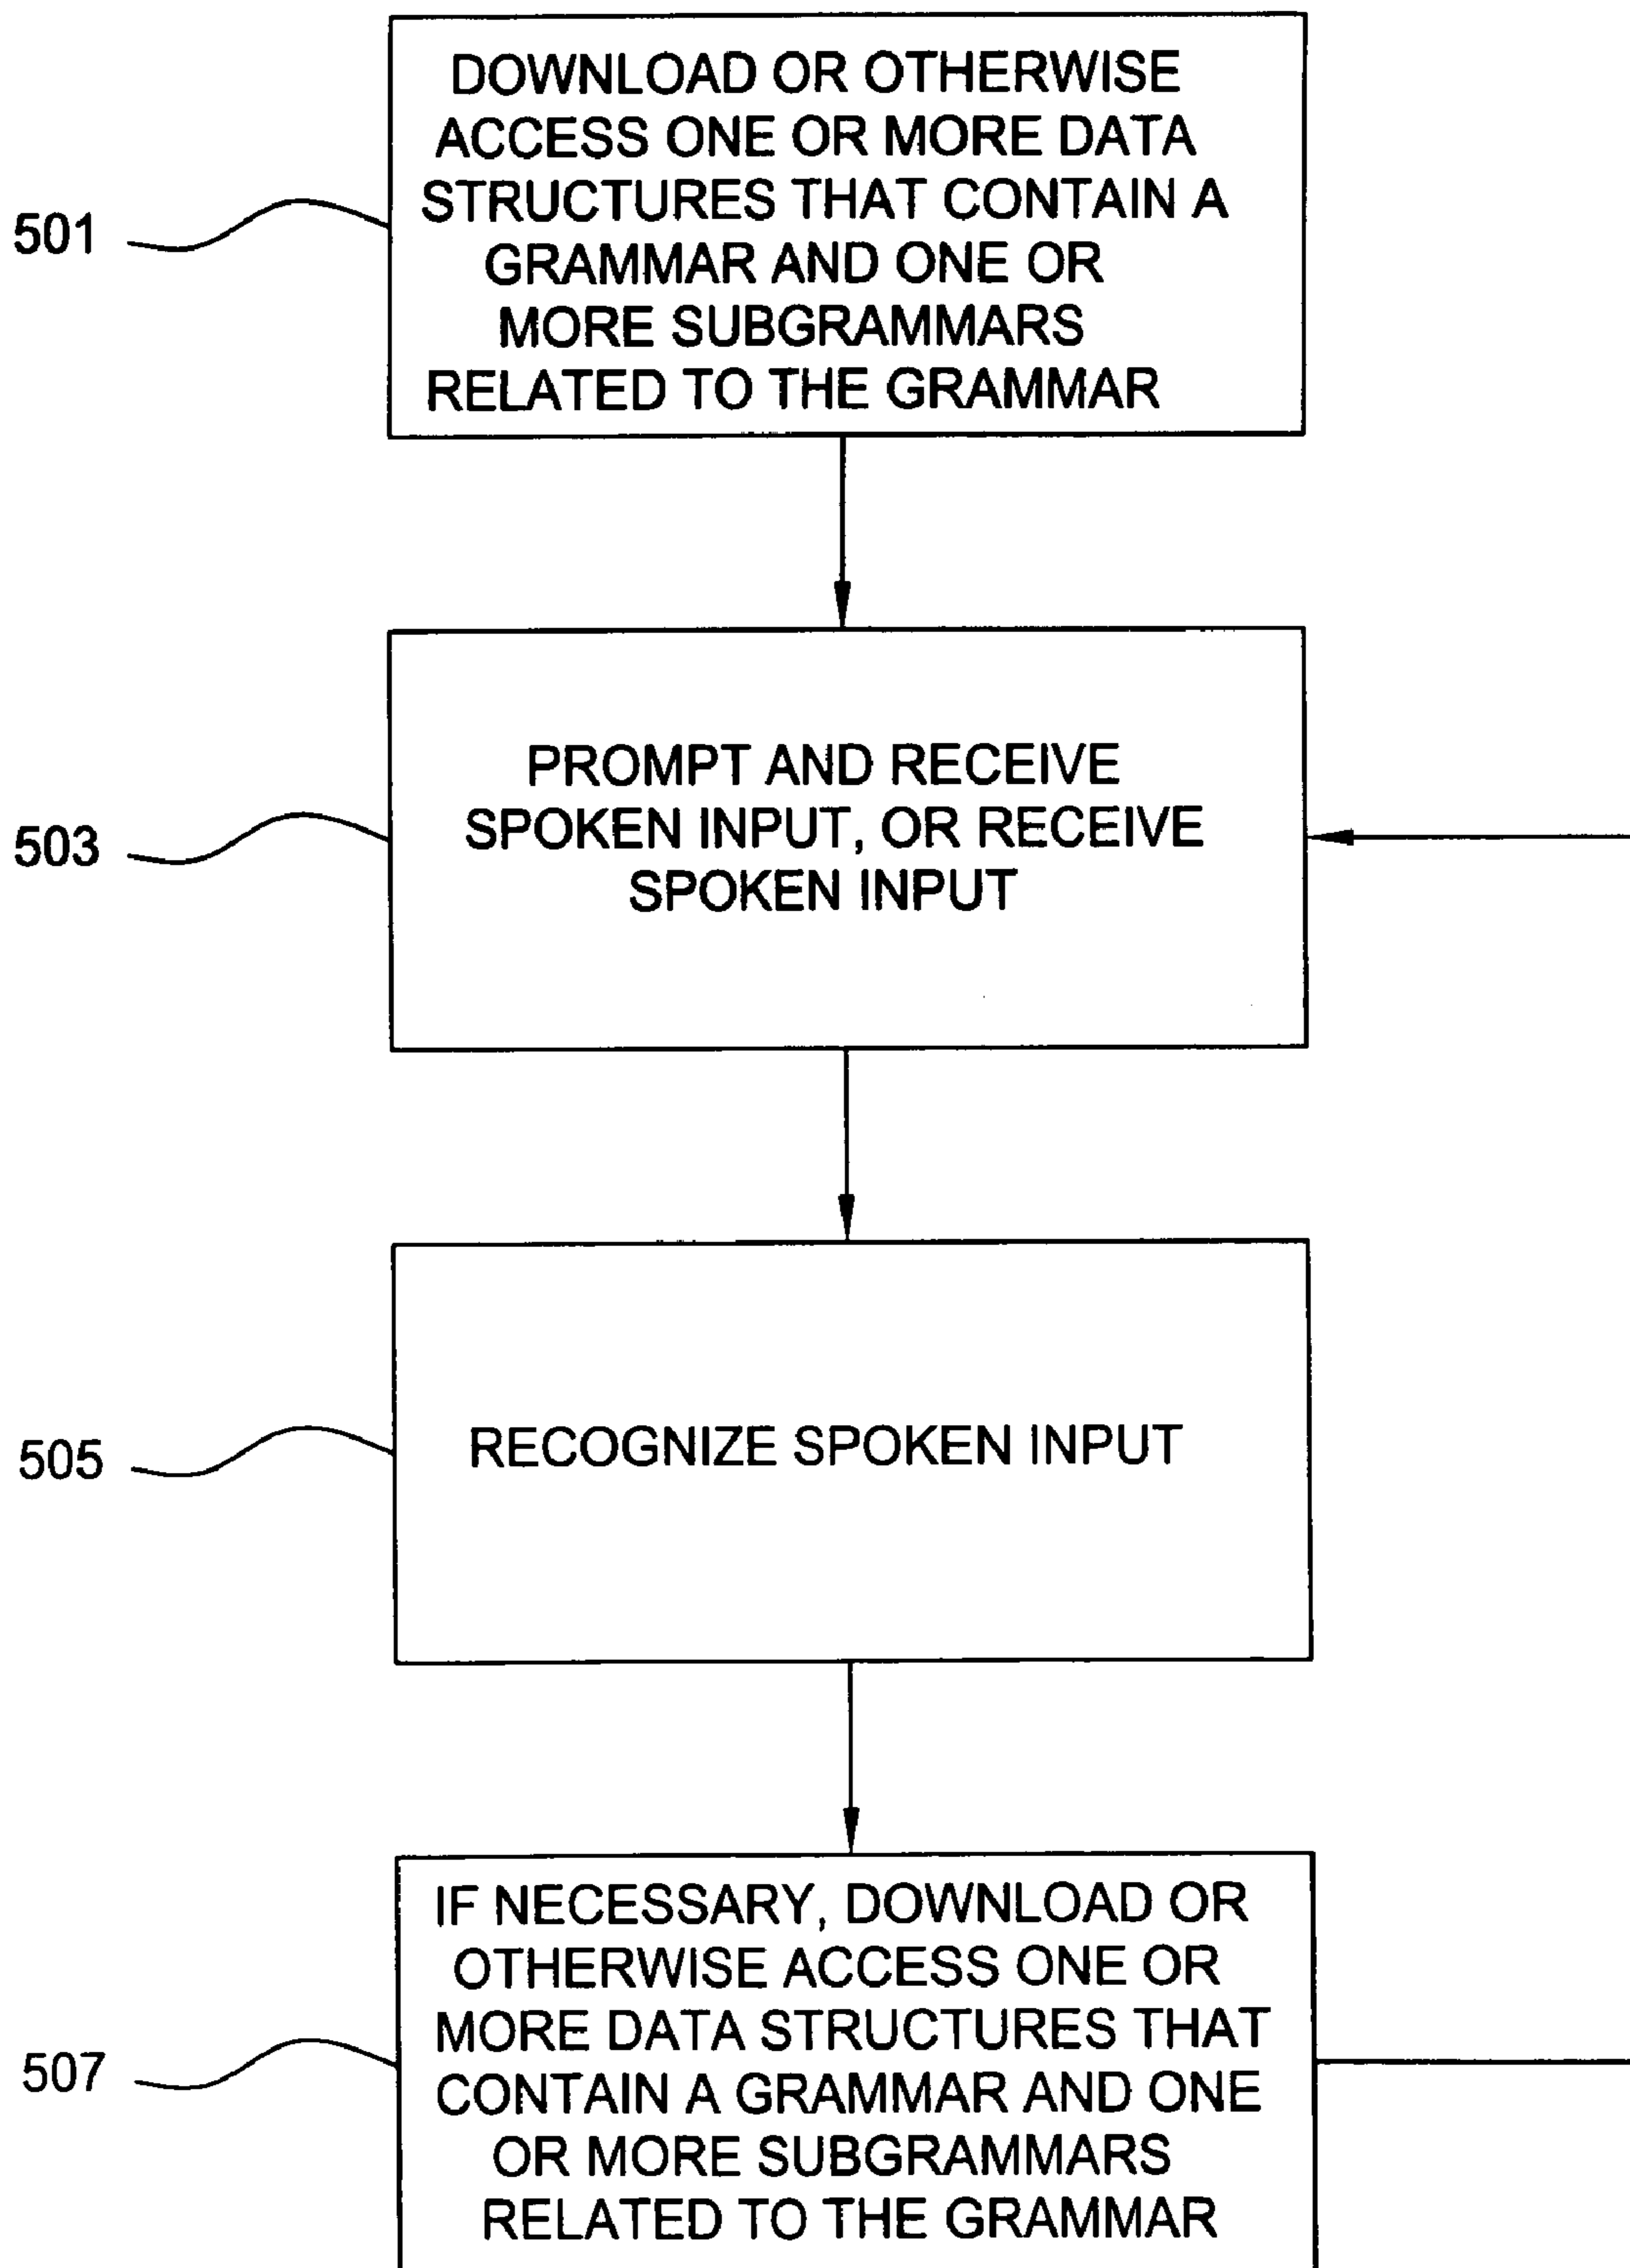 DOWNLOAD OR OTHERWISE
ACCESS ONE OR MORE DATA
STRUCTURES THAT CONTAIN A
GRAMMAR AND ONE OR
MORE SUBGRAMMARS
RELATED TO THE GRAMMAR
501
PROMPT AND RECEIVE
SPOKEN INPUT, OR RECEIVE
SPOKEN INPUT
503
RECOGNIZE SPOKEN INPUT
505
IF NECESSARY, DOWNLOAD OR
OTHERWISE ACCESS ONE OR
MORE DATA STRUCTURES THAT
CONTAIN A GRAMMAR AND ONE
OR MORE SUBGRAMMARS
RELATED TO THE GRAMMAR
507